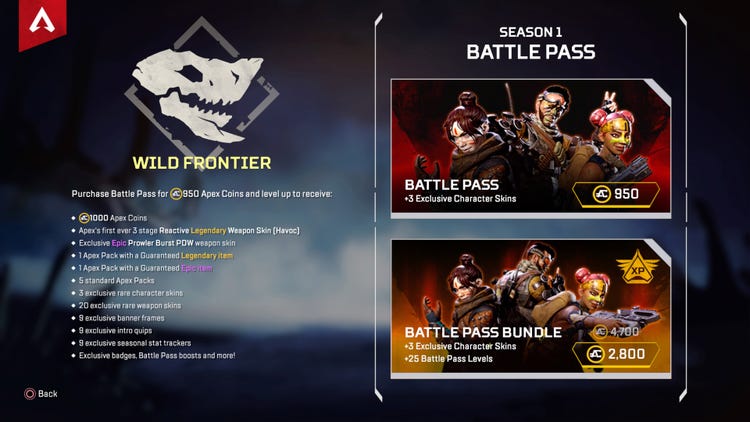 WILD FRONTIER
Purchase Battle Pass for 950 Apex Coins and level up to receive:
1000 Apex Coins
Apex's first ever 3 stage Reactive Legendary Weapon Skin (Havoc)
Exclusive Epic Prowler Burst PDW weapon skin
1 Apex Pack with a Guaranteed Legendary item
1 Apex Pack with a Guaranteed Epic item
5 standard Apex Packs
3 exclusive rare character skins
20 exclusive rare weapon skins
9 exclusive banner frames
9 exclusive intro quips
9 exclusive seasonal stat trackers
Exclusive badges, Battle Pass boosts and more!
Back
SEASON 1
BATTLE PASS
BATTLE PASS
+3 Exclusive Character Skins
950
XP
BATTLE PASS BUNDLE
+3 Exclusive Character Skins
+25 Battle Pass Levels
4,700
2,800